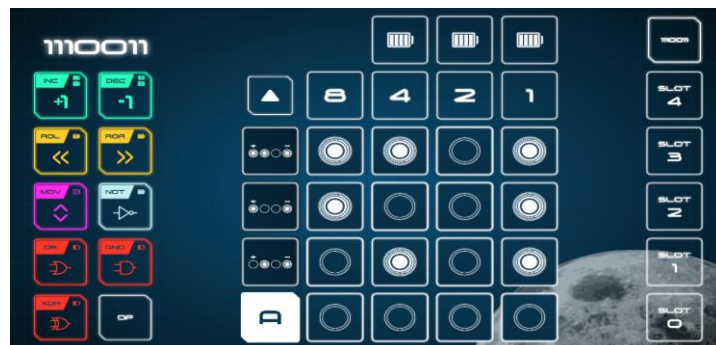 moon
INC
+1
DEC
-1
ROL
<<
ROR
>>
MOV
NOT
OR
AND
XOR
OP
8 4 2 1
A
moon
SLOT
4
SLOT
3
SLOT
2
SLOT
1
SLOT
0